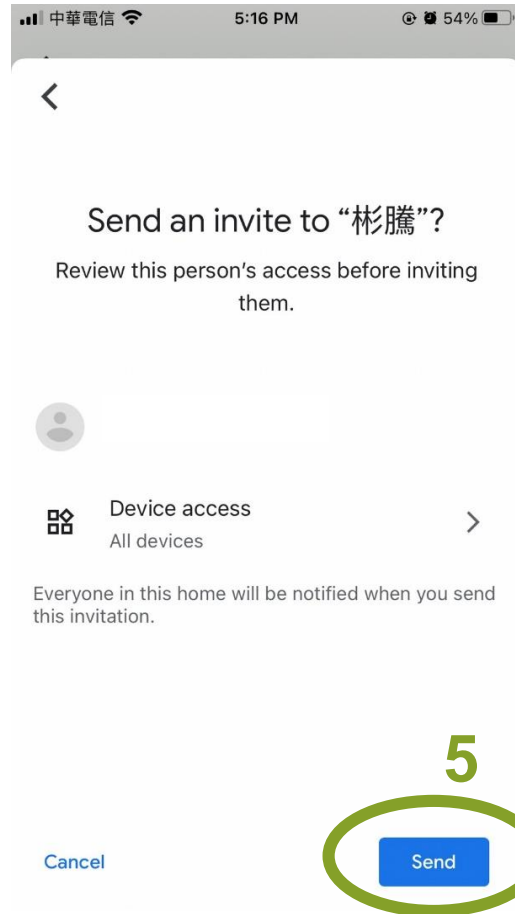 中華電信 5:16 PM 54%
Send an invite to “彬騰”?
Review this person's access before inviting
them.
Device access
All devices
Everyone in this home will be notified when you send
this invitation.
5
Cancel Send